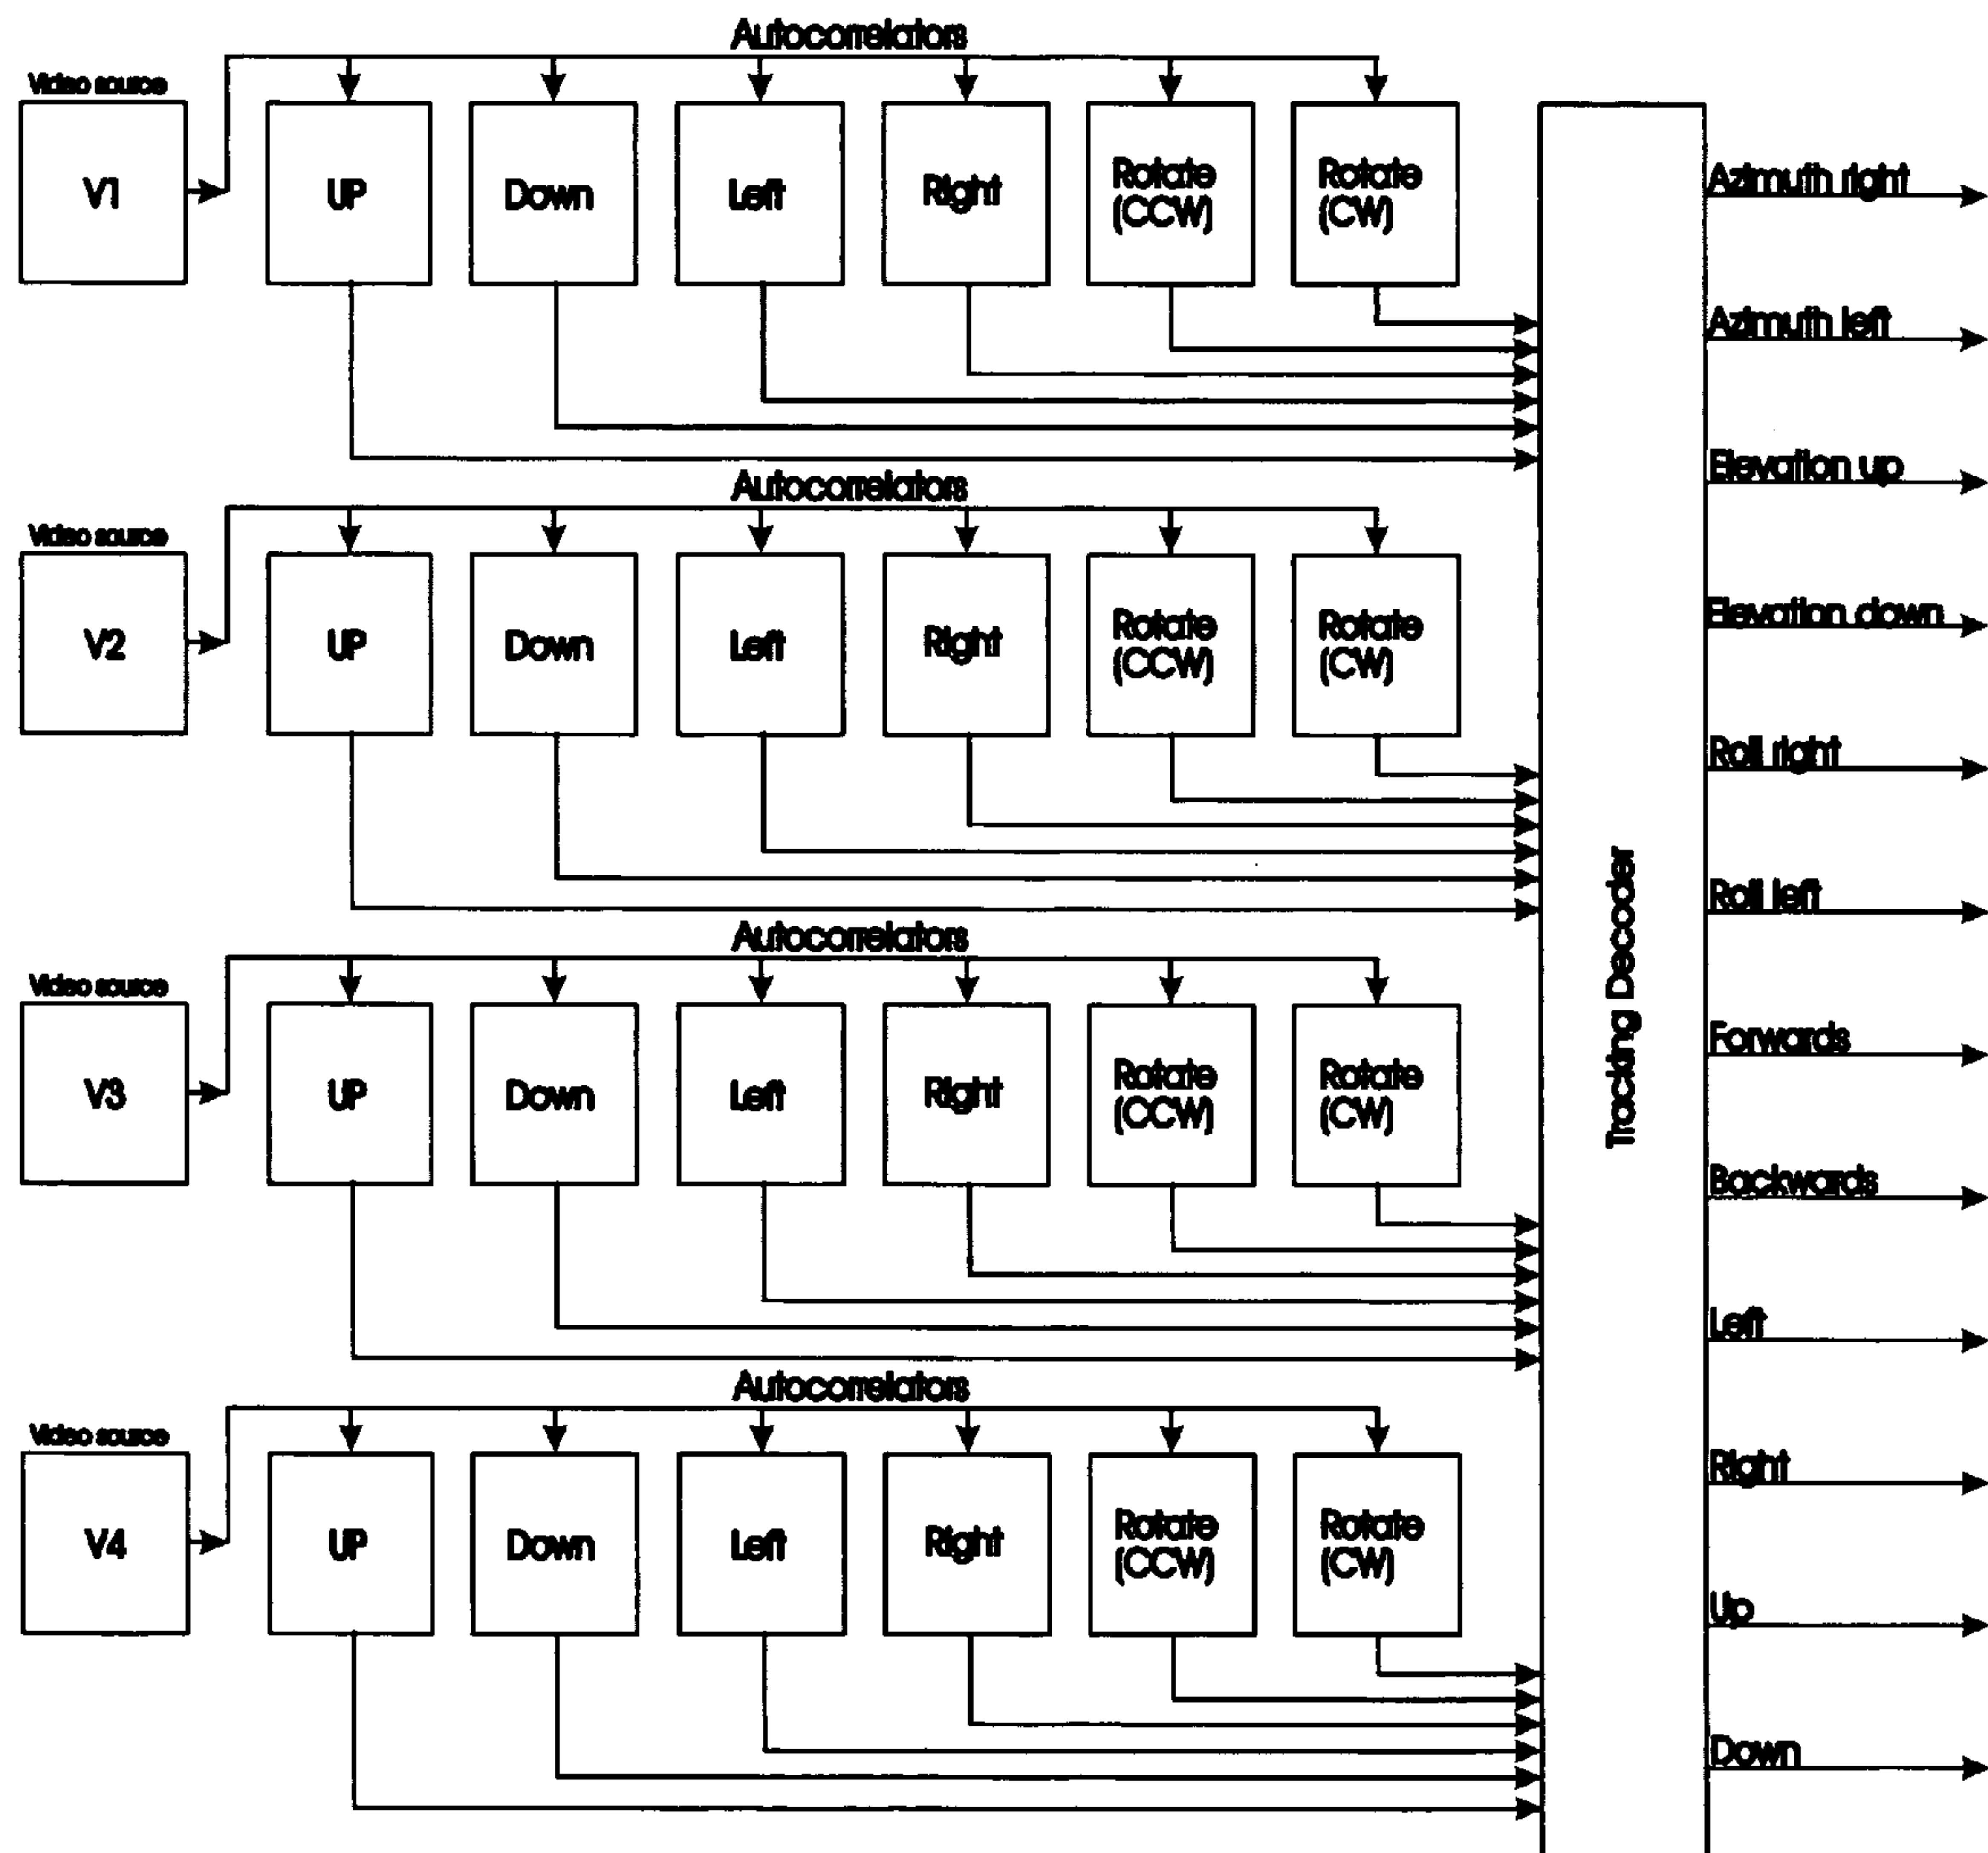 Autocorrelators
Video source
V1
UP
Down
Left
Right
Rotate
(CCW)
Rotate
(CW)
Autocorrelators
Video source
V2
UP
Down
Left
Right
Rotate
(CCW)
Rotate
(CW)
Autocorrelators
Video source
V3
UP
Down
Left
Right
Rotate
(CCW)
Rotate
(CW)
Autocorrelators
Video source
V4
UP
Down
Left
Right
Rotate
(CCW)
Rotate
(CW)
Tracking Decoder
Azimuth right
Azimuth left
Elevation up
Elevation down
Roll right
Roll left
Forwards
Backwards
Left
Right
Up
Down